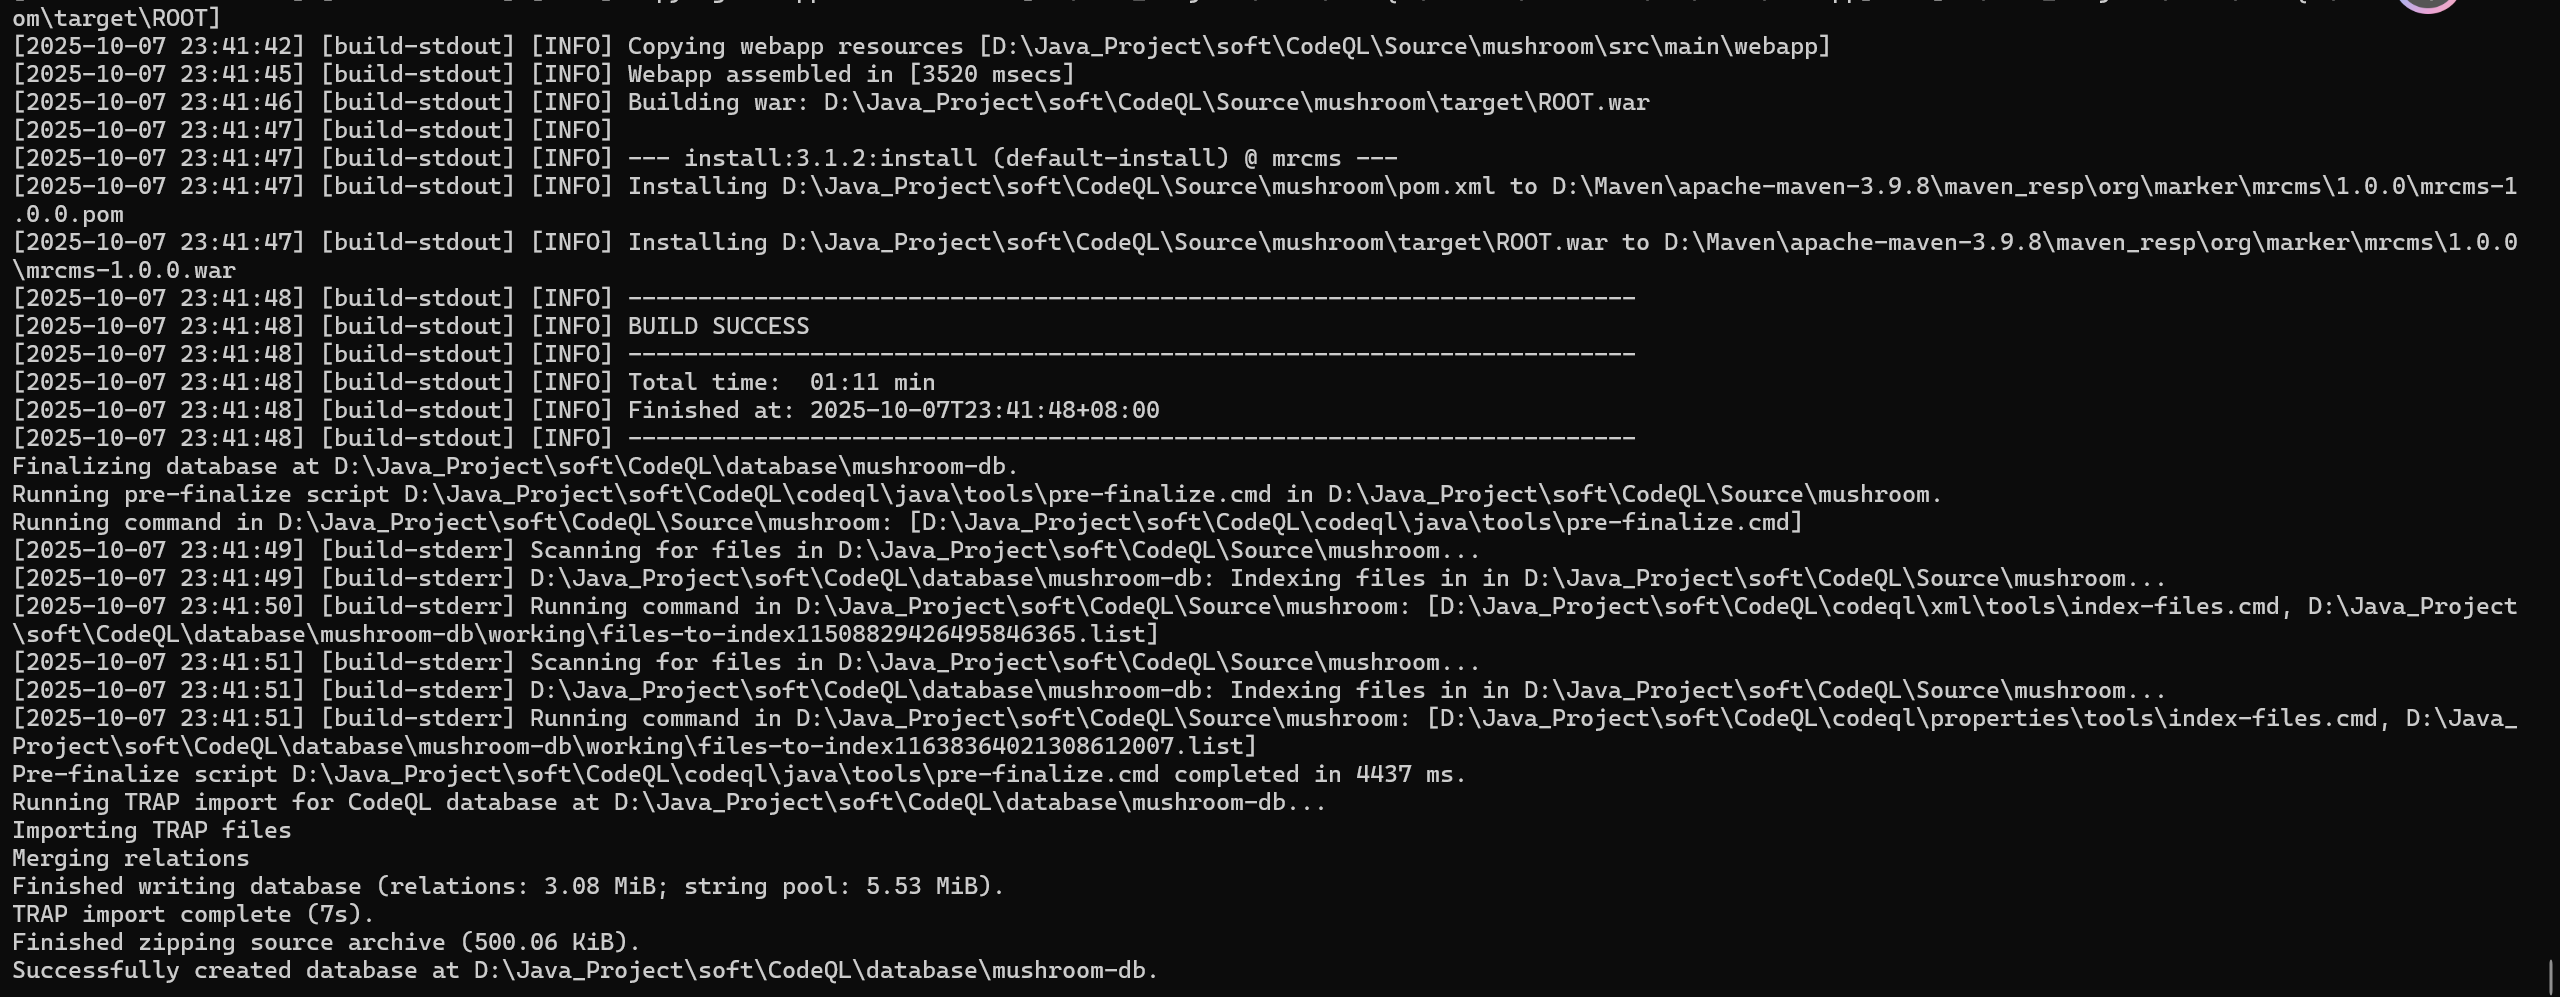 om\target\ROOT]
[2025-10-07 23:41:42] [build-stdout] [INFO] Copying webapp resources [D:\Java_Project\soft\CodeQL\Source\mushroom\src\main\webapp]
[2025-10-07 23:41:45] [build-stdout] [INFO] Webapp assembled in [3520 msecs]
[2025-10-07 23:41:46] [build-stdout] [INFO] Building war: D:\Java_Project\soft\CodeQL\Source\mushroom\target\ROOT.war
[2025-10-07 23:41:47] [build-stdout] [INFO]
[2025-10-07 23:41:47] [build-stdout] [INFO] --- install:3.1.2:install (default-install) @ mrcms ---
[2025-10-07 23:41:47] [build-stdout] [INFO] Installing D:\Java_Project\soft\CodeQL\Source\mushroom\pom.xml to D:\Maven\apache-maven-3.9.8\maven_resp\org\marker\mrcms\1.0.0\mrcms-1
.0.0.pom
[2025-10-07 23:41:47] [build-stdout] [INFO] Installing D:\Java_Project\soft\CodeQL\Source\mushroom\target\ROOT.war to D:\Maven\apache-maven-3.9.8\maven_resp\org\marker\mrcms\1.0.0
\mrcms-1.0.0.war
[2025-10-07 23:41:48] [build-stdout] [INFO] ------------------------------------------------------------------------
[2025-10-07 23:41:48] [build-stdout] [INFO] BUILD SUCCESS
[2025-10-07 23:41:48] [build-stdout] [INFO] ------------------------------------------------------------------------
[2025-10-07 23:41:48] [build-stdout] [INFO] Total time:  01:11 min
[2025-10-07 23:41:48] [build-stdout] [INFO] Finished at: 2025-10-07T23:41:48+08:00
[2025-10-07 23:41:48] [build-stdout] [INFO] ------------------------------------------------------------------------
Finalizing database at D:\Java_Project\soft\CodeQL\database\mushroom-db.
Running pre-finalize script D:\Java_Project\soft\CodeQL\codeql\java\tools\pre-finalize.cmd in D:\Java_Project\soft\CodeQL\Source\mushroom.
Running command in D:\Java_Project\soft\CodeQL\Source\mushroom: [D:\Java_Project\soft\CodeQL\codeql\java\tools\pre-finalize.cmd]
[2025-10-07 23:41:49] [build-stderr] Scanning for files in D:\Java_Project\soft\CodeQL\Source\mushroom...
[2025-10-07 23:41:49] [build-stderr] D:\Java_Project\soft\CodeQL\database\mushroom-db: Indexing files in in D:\Java_Project\soft\CodeQL\Source\mushroom...
[2025-10-07 23:41:50] [build-stderr] Running command in D:\Java_Project\soft\CodeQL\Source\mushroom: [D:\Java_Project\soft\CodeQL\codeql\xml\tools\index-files.cmd, D:\Java_Project
\soft\CodeQL\database\mushroom-db\working\files-to-index11508829426495846365.list]
[2025-10-07 23:41:51] [build-stderr] Scanning for files in D:\Java_Project\soft\CodeQL\Source\mushroom...
[2025-10-07 23:41:51] [build-stderr] D:\Java_Project\soft\CodeQL\database\mushroom-db: Indexing files in in D:\Java_Project\soft\CodeQL\Source\mushroom...
[2025-10-07 23:41:51] [build-stderr] Running command in D:\Java_Project\soft\CodeQL\Source\mushroom: [D:\Java_Project\soft\CodeQL\codeql\properties\tools\index-files.cmd, D:\Java_
Project\soft\CodeQL\database\mushroom-db\working\files-to-index11638364021308612007.list]
Pre-finalize script D:\Java_Project\soft\CodeQL\codeql\java\tools\pre-finalize.cmd completed in 4437 ms.
Running TRAP import for CodeQL database at D:\Java_Project\soft\CodeQL\database\mushroom-db...
Importing TRAP files
Merging relations
Finished writing database (relations: 3.08 MiB; string pool: 5.53 MiB).
TRAP import complete (7s).
Finished zipping source archive (500.06 KiB).
Successfully created database at D:\Java_Project\soft\CodeQL\database\mushroom-db.